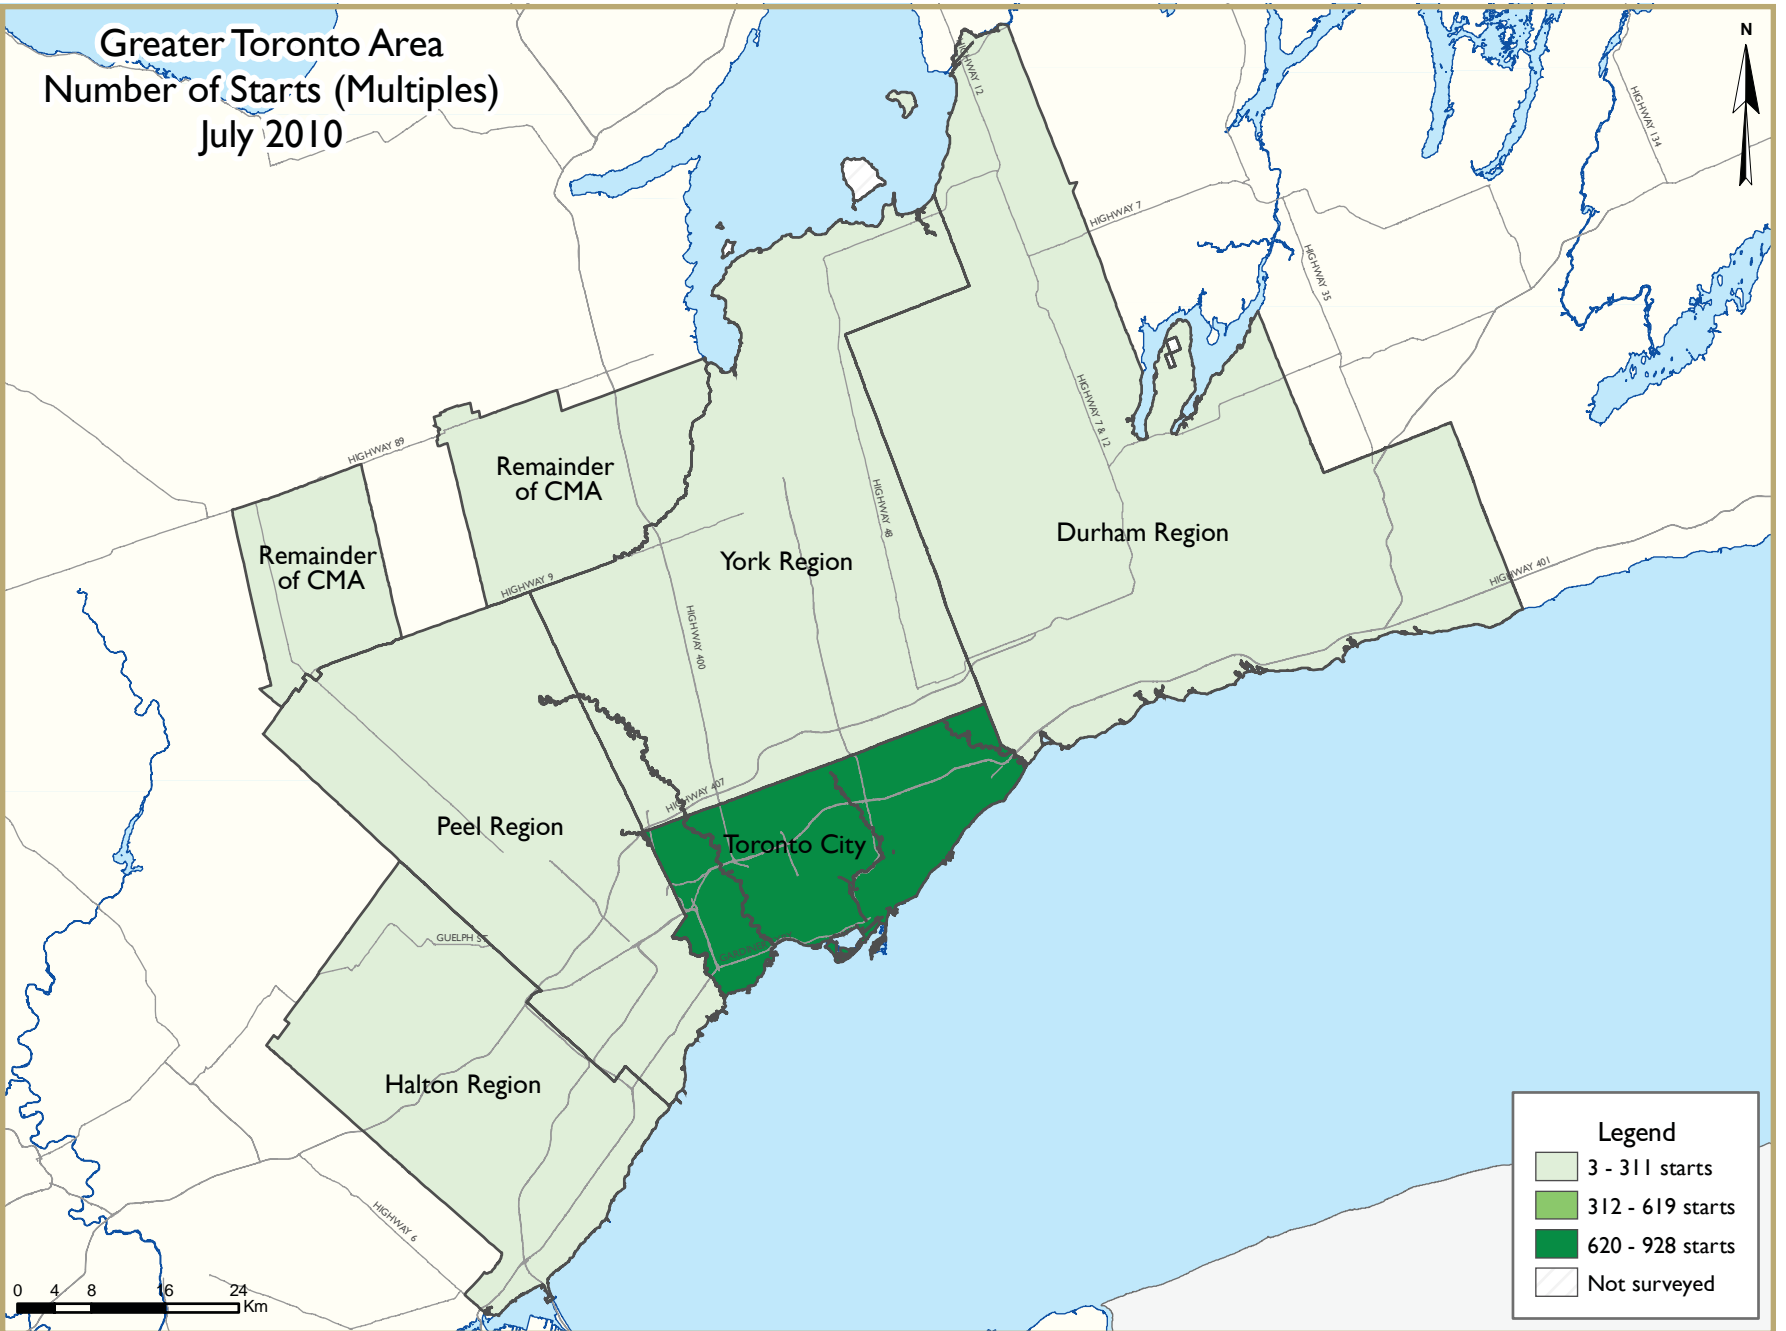 Greater Toronto Area
Number of Starts (Multiples)
July 2010
N
HIGHWAY 12
HIGHWAY 134
HIGHWAY 7
HIGHWAY 35
HIGHWAY 7 & 12
HIGHWAY 89
Remainder
of CMA
HIGHWAY 48
Remainder
of CMA
York Region
Durham Region
HIGHWAY 9
HIGHWAY 401
HIGHWAY 400
HIGHWAY 407
Peel Region
Toronto City
GUELPH ST
Halton Region
HIGHWAY 6
Legend
3 - 311 starts
312 - 619 starts
620 - 928 starts
Not surveyed
0 4 8 16 24
Km